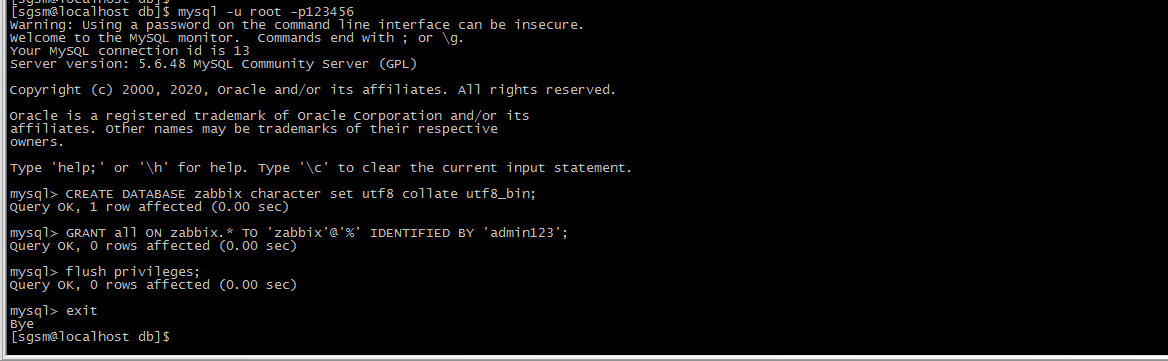 [sgsm@localhost db]$
[sgsm@localhost db]$ mysql -u root -p123456
Warning: Using a password on the command line interface can be insecure.
Welcome to the MySQL monitor.  Commands end with ; or \g.
Your MySQL connection id is 13
Server version: 5.6.48 MySQL Community Server (GPL)
Copyright (c) 2000, 2020, Oracle and/or its affiliates. All rights reserved.
Oracle is a registered trademark of Oracle Corporation and/or its
affiliates. Other names may be trademarks of their respective
owners.
Type 'help;' or '\h' for help. Type '\c' to clear the current input statement.
mysql> CREATE DATABASE zabbix character set utf8 collate utf8_bin;
Query OK, 1 row affected (0.00 sec)
mysql> GRANT all ON zabbix.* TO 'zabbix'@'%' IDENTIFIED BY 'admin123';
Query OK, 0 rows affected (0.00 sec)
mysql> flush privileges;
Query OK, 0 rows affected (0.00 sec)
mysql> exit
Bye
[sgsm@localhost db]$